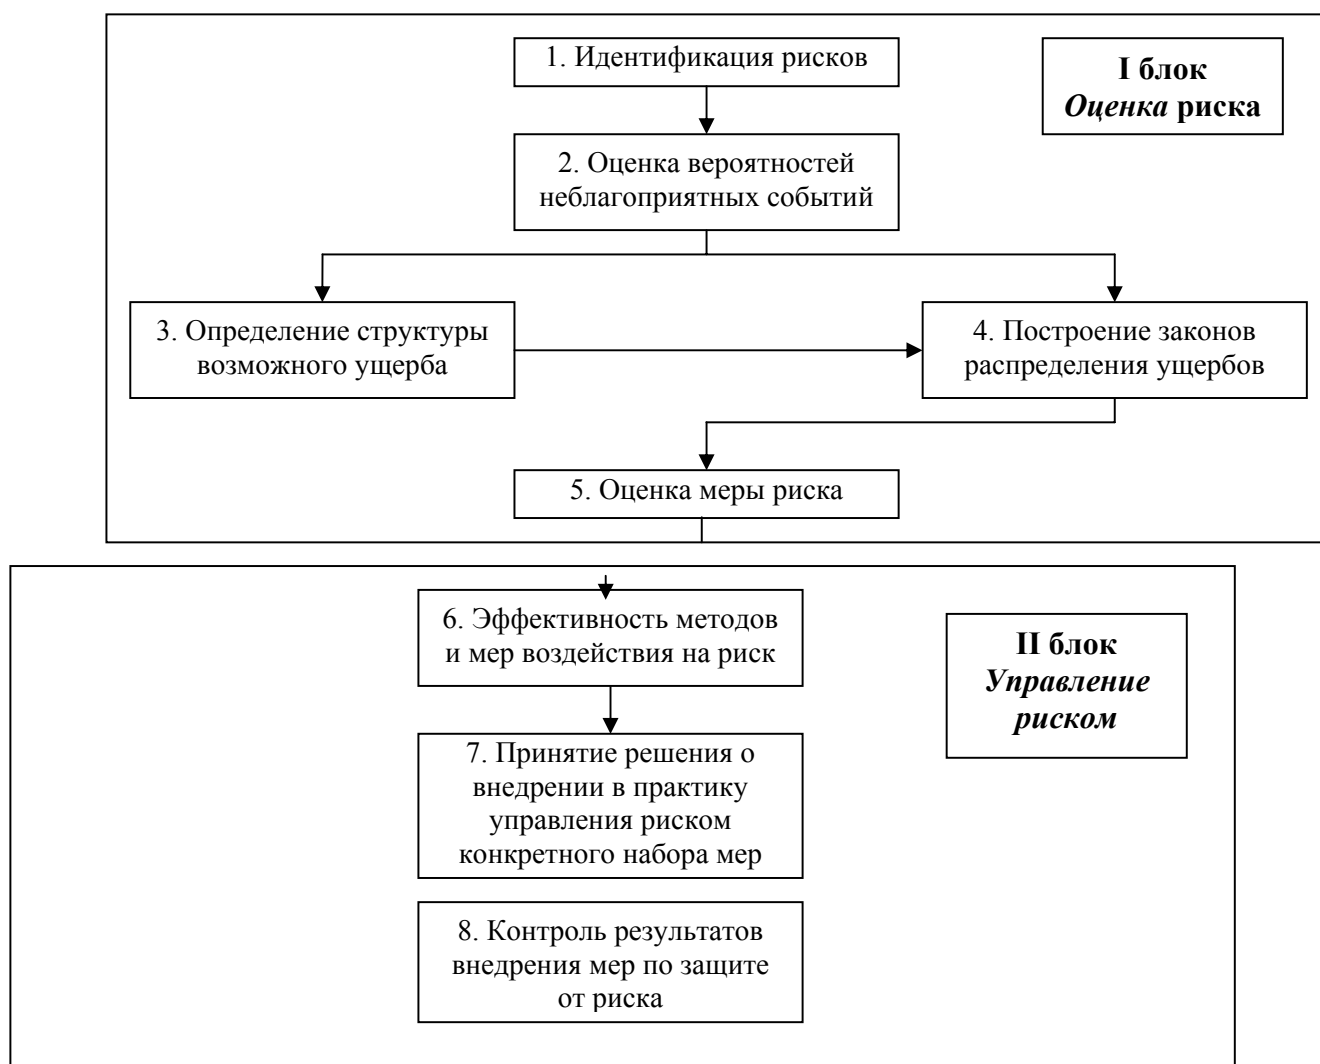 1. Идентификация рисков
I блок
Оценка риска
2. Оценка вероятностей
неблагоприятных событий
3. Определение структуры
возможного ущерба
4. Построение законов
распределения ущербов
5. Оценка меры риска
6. Эффективность методов
и мер воздействия на риск
II блок
Управление
риском
7. Принятие решения о
внедрении в практику
управления риском
конкретного набора мер
8. Контроль результатов
внедрения мер по защите
от риска